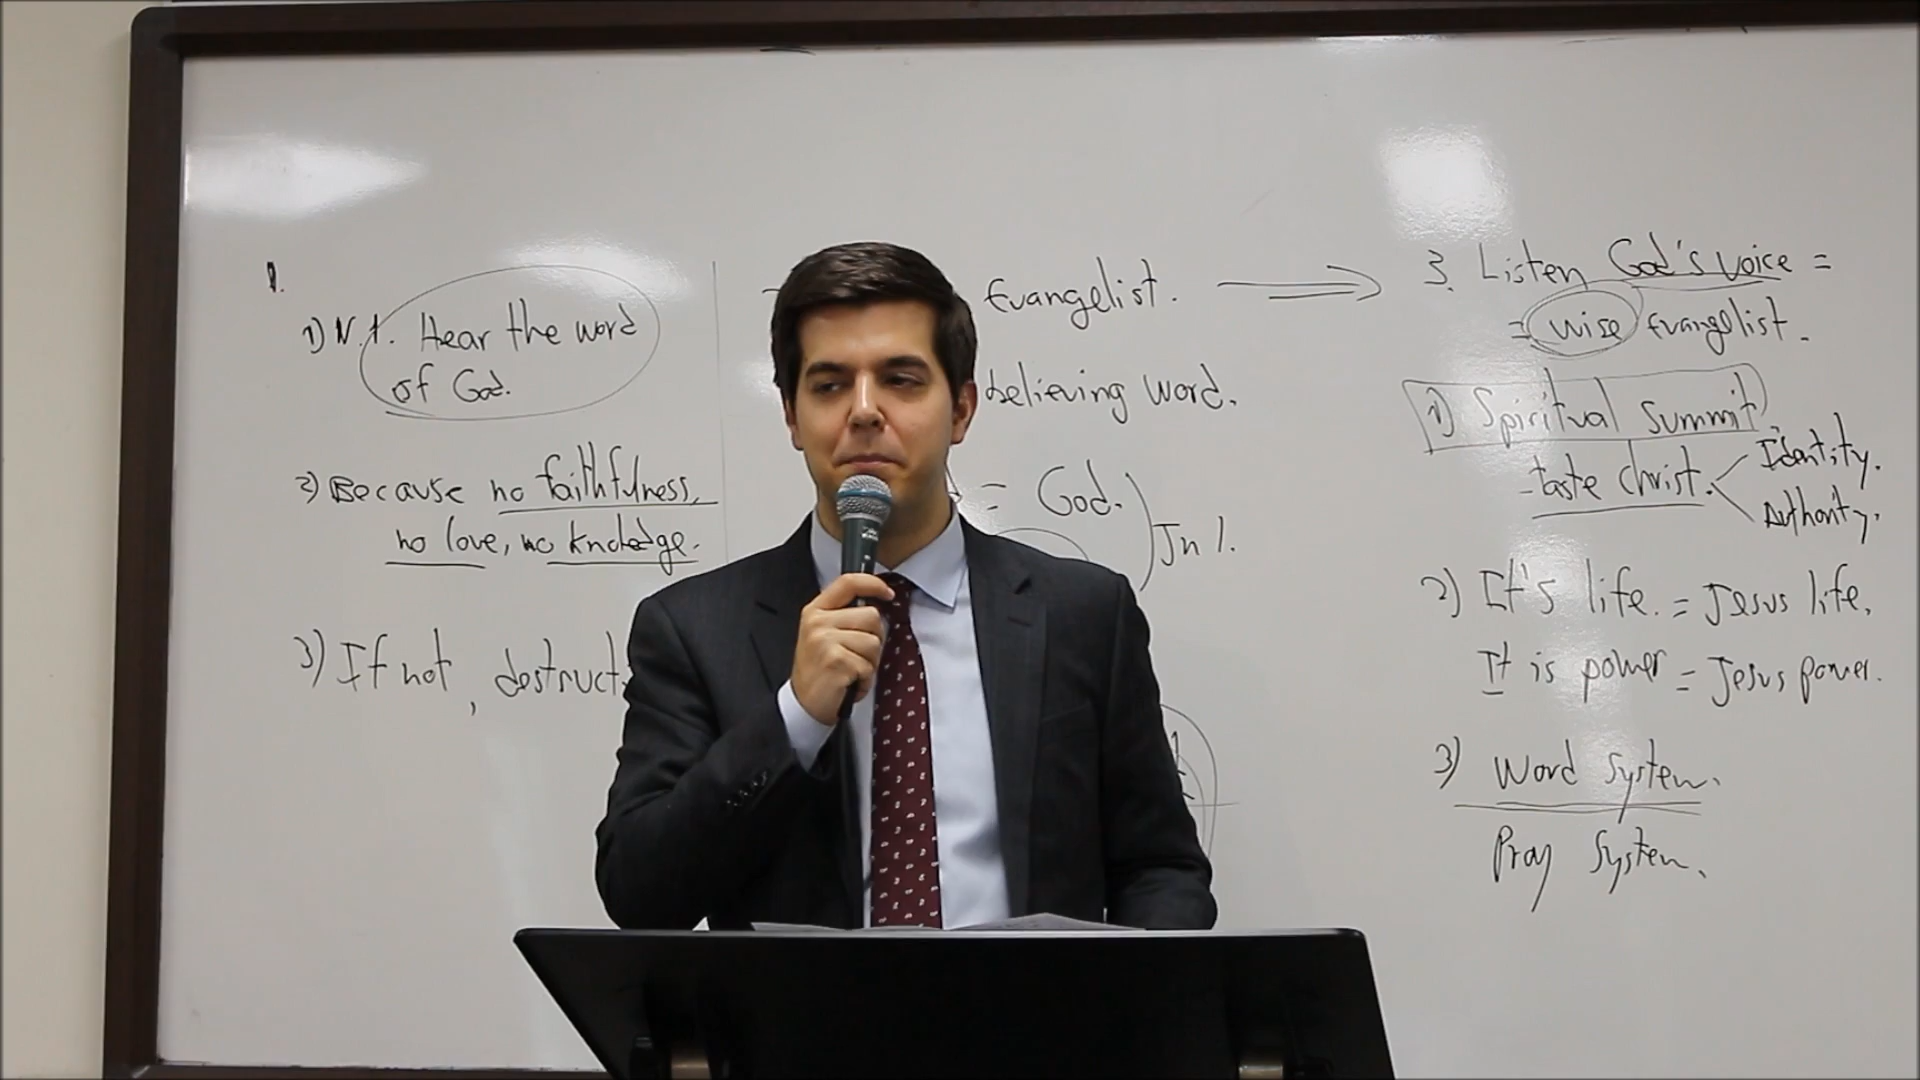 1.
1) N.1. Hear the word
of God.
2) Because no faithfulness,
no love, no knoledge.
3) If not, destruct
Evangelist.
believing word.
= God.
Jn 1.
3. Listen God's voice =
= wise Evangelist.
1) Spiritual summit
- taste christ.
Identity.
Authority.
2) It's life. = Jesus life,
It is power = Jesus power.
3) Word System.
Pray System.